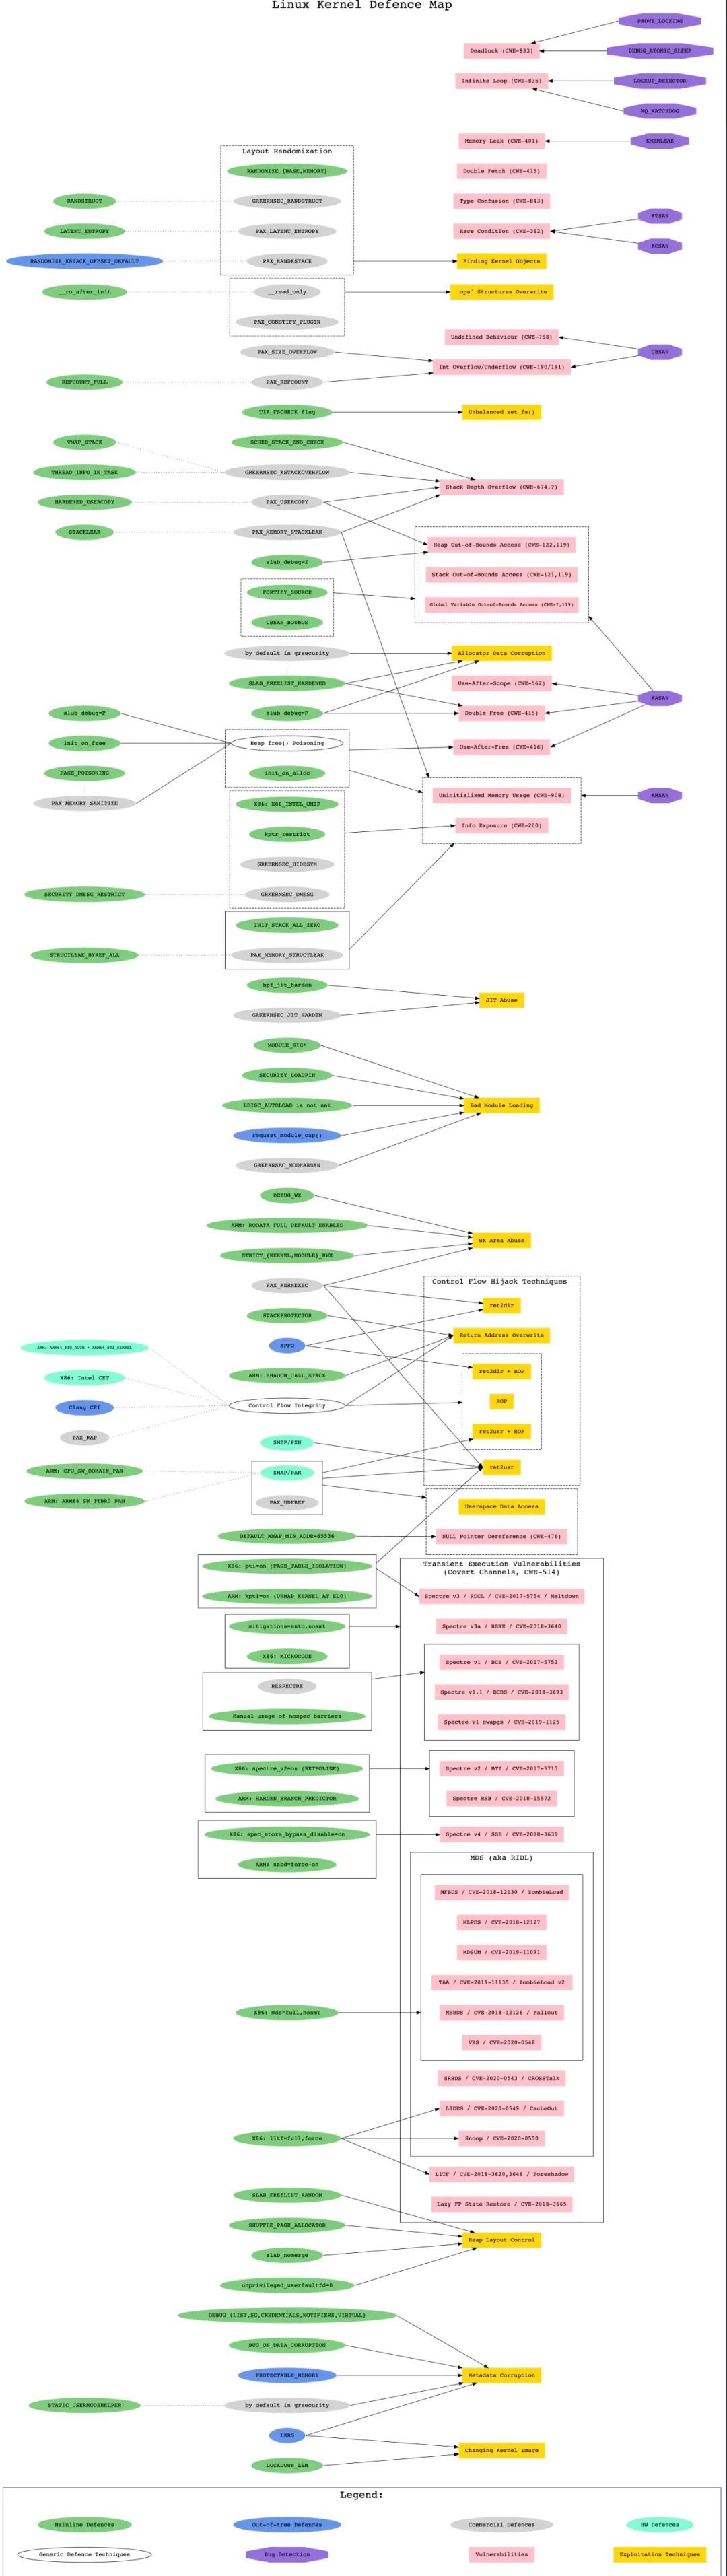 Linux Kernel Defence Map
PROVE_LOCKING
Deadlock (CWE-833)
DEBUG_ATOMIC_SLEEP
Infinite Loop (CWE-835)
LOCKUP_DETECTOR
WQ_WATCHDOG
Memory Leak (CWE-401)
KMEMLEAK
Layout Randomization
RANDOMIZE_{BASE,MEMORY}
Double Fetch (CWE-415)
RANDSTRUCT
GRKERNSEC_RANDSTRUCT
Type Confusion (CWE-843)
KTSAN
LATENT_ENTROPY
PAX_LATENT_ENTROPY
Race Condition (CWE-362)
KCSAN
RANDOMIZE_KSTACK_OFFSET_DEFAULT
PAX_RANDKSTACK
Finding Kernel Objects
__ro_after_init
__read_only
'ops' Structures Overwrite
PAX_CONSTIFY_PLUGIN
Undefined Behaviour (CWE-758)
PAX_SIZE_OVERFLOW
UBSAN
Int Overflow/Underflow (CWE-190/191)
REFCOUNT_FULL
PAX_REFCOUNT
TIF_FSCHECK flag
Unbalanced set_fs()
VMAP_STACK
SCHED_STACK_END_CHECK
THREAD_INFO_IN_TASK
GRKERNSEC_KSTACKOVERFLOW
Stack Depth Overflow (CWE-674,?)
HARDENED_USERCOPY
PAX_USERCOPY
STACKLEAK
PAX_MEMORY_STACKLEAK
Heap Out-of-Bounds Access (CWE-122,119)
slub_debug=Z
Stack Out-of-Bounds Access (CWE-121,119)
FORTIFY_SOURCE
Global Variable Out-of-Bounds Access (CWE-?,119)
UBSAN_BOUNDS
by default in grsecurity
Allocator Data Corruption
SLAB_FREELIST_HARDENED
Use-After-Scope (CWE-562)
KASAN
slub_debug=P
slub_debug=F
Double Free (CWE-415)
init_on_free
Heap free() Poisoning
Use-After-Free (CWE-416)
PAGE_POISONING
init_on_alloc
PAX_MEMORY_SANITIZE
Uninitialized Memory Usage (CWE-908)
KMSAN
X86: X86_INTEL_UMIP
Info Exposure (CWE-200)
kptr_restrict
GRKERNSEC_HIDESYM
SECURITY_DMESG_RESTRICT
GRKERNSEC_DMESG
INIT_STACK_ALL_ZERO
STRUCTLEAK_BYREF_ALL
PAX_MEMORY_STRUCTLEAK
bpf_jit_harden
JIT Abuse
GRKERNSEC_JIT_HARDEN
MODULE_SIG*
SECURITY_LOADPIN
LDISC_AUTOLOAD is not set
Bad Module Loading
request_module_cap()
GRKERNSEC_MODHARDEN
DEBUG_WX
ARM: RODATA_FULL_DEFAULT_ENABLED
WX Area Abuse
STRICT_{KERNEL,MODULE}_RWX
PAX_KERNEXEC
Control Flow Hijack Techniques
ret2dir
STACKPROTECTOR
Return Address Overwrite
XPFO
ARM: ARM64_PTR_AUTH + ARM64_BTI_KERNEL
X86: Intel CET
ARM: SHADOW_CALL_STACK
ret2dir + ROP
Clang CFI
Control Flow Integrity
ROP
PAX_RAP
SMEP/PXN
ret2usr + ROP
ARM: CPU_SW_DOMAIN_PAN
SMAP/PAN
ret2usr
ARM: ARM64_SW_TTBR0_PAN
PAX_UDEREF
Userspace Data Access
DEFAULT_MMAP_MIN_ADDR=65536
NULL Pointer Dereference (CWE-476)
X86: pti=on (PAGE_TABLE_ISOLATION)
Transient Execution Vulnerabilities
(Covert Channels, CWE-514)
ARM: kpti=on (UNMAP_KERNEL_AT_EL0)
Spectre v3 / RDCL / CVE-2017-5754 / Meltdown
mitigations=auto,nosmt
Spectre v3a / RSRE / CVE-2018-3640
X86: MICROCODE
Spectre v1 / BCB / CVE-2017-5753
RESPECTRE
Spectre v1.1 / BCBS / CVE-2018-3693
Manual usage of nospec barriers
Spectre v1 swapgs / CVE-2019-1125
X86: spectre_v2=on (RETPOLINE)
Spectre v2 / BTI / CVE-2017-5715
ARM: HARDEN_BRANCH_PREDICTOR
Spectre RSB / CVE-2018-15572
X86: spec_store_bypass_disable=on
Spectre v4 / SSB / CVE-2018-3639
ARM: ssbd=force-on
MDS (aka RIDL)
MFBDS / CVE-2018-12130 / ZombieLoad
MLPDS / CVE-2018-12127
MDSUM / CVE-2019-11091
TAA / CVE-2019-11135 / ZombieLoad v2
X86: mds=full,nosmt
MSBDS / CVE-2018-12126 / Fallout
VRS / CVE-2020-0548
SRBDS / CVE-2020-0543 / CROSSTalk
L1DES / CVE-2020-0549 / CacheOut
X86: l1tf=full,force
Snoop / CVE-2020-0550
L1TF / CVE-2018-3620,3646 / Foreshadow
SLAB_FREELIST_RANDOM
Lazy FP State Restore / CVE-2018-3665
SHUFFLE_PAGE_ALLOCATOR
Heap Layout Control
slab_nomerge
unprivileged_userfaultfd=0
DEBUG_{LIST,SG,CREDENTIALS,NOTIFIERS,VIRTUAL}
BUG_ON_DATA_CORRUPTION
PROTECTABLE_MEMORY
Metadata Corruption
STATIC_USERMODEHELPER
by default in grsecurity
LKRG
Changing Kernel Image
LOCKDOWN_LSM
Legend:
Mainline Defences
Out-of-tree Defences
Commercial Defences
HW Defences
Generic Defence Techniques
Bug Detection
Vulnerabilities
Exploitation Techniques